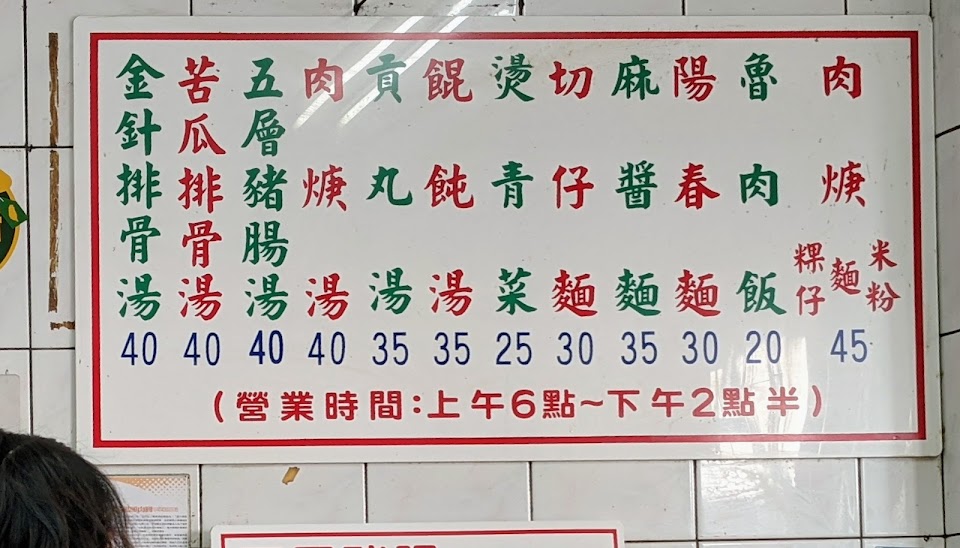 肉焿 米粉 麵 粿仔 45
魯肉飯 20
陽春麵 30
麻醬麵 35
切仔麵 30
燙青菜 25
餛飩湯 35
貢丸湯 35
肉焿湯 40
五層豬腸湯 40
苦瓜排骨湯 40
金針排骨湯 40
(營業時間:上午6點~下午2點半)